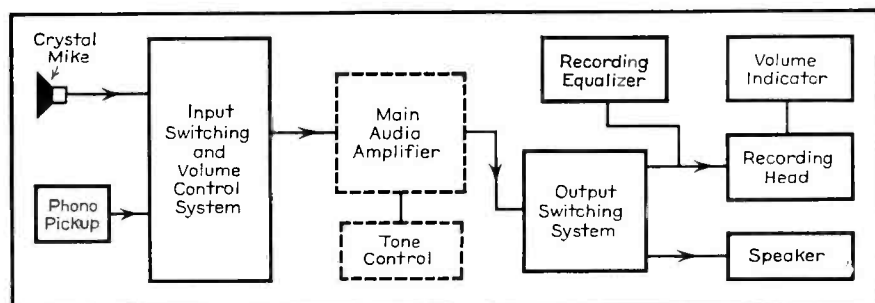 Crystal
Mike
Phono
Pickup
Input
Switching
and
Volume
Control
System
Main
Audia
Amplifier
Tone
Control
Output
Switching
System
Recording
Equalizer
Volume
Indicator
Recording
Head
Speaker